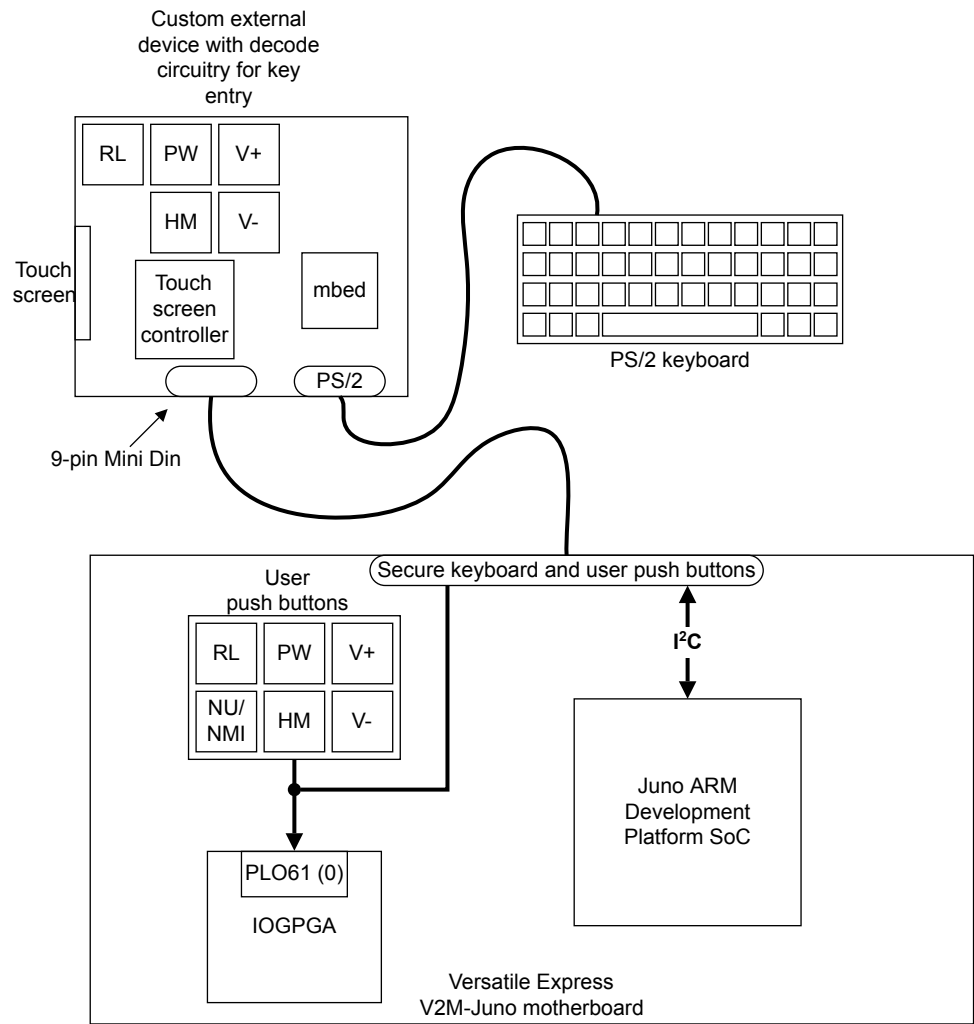 Custom external
device with decode
circuitry for key
entry
RL
PW
V+
HM
V-
Touch
screen
Touch
screen
controller
mbed
PS/2
9-pin Mini Din
PS/2 keyboard
Secure keyboard and user push buttons
User
push buttons
RL
PW
V+
NU/
NMI
HM
V-
I²C
Juno ARM
Development
Platform SoC
PLO61 (0)
IOGPGA
Versatile Express
V2M-Juno motherboard